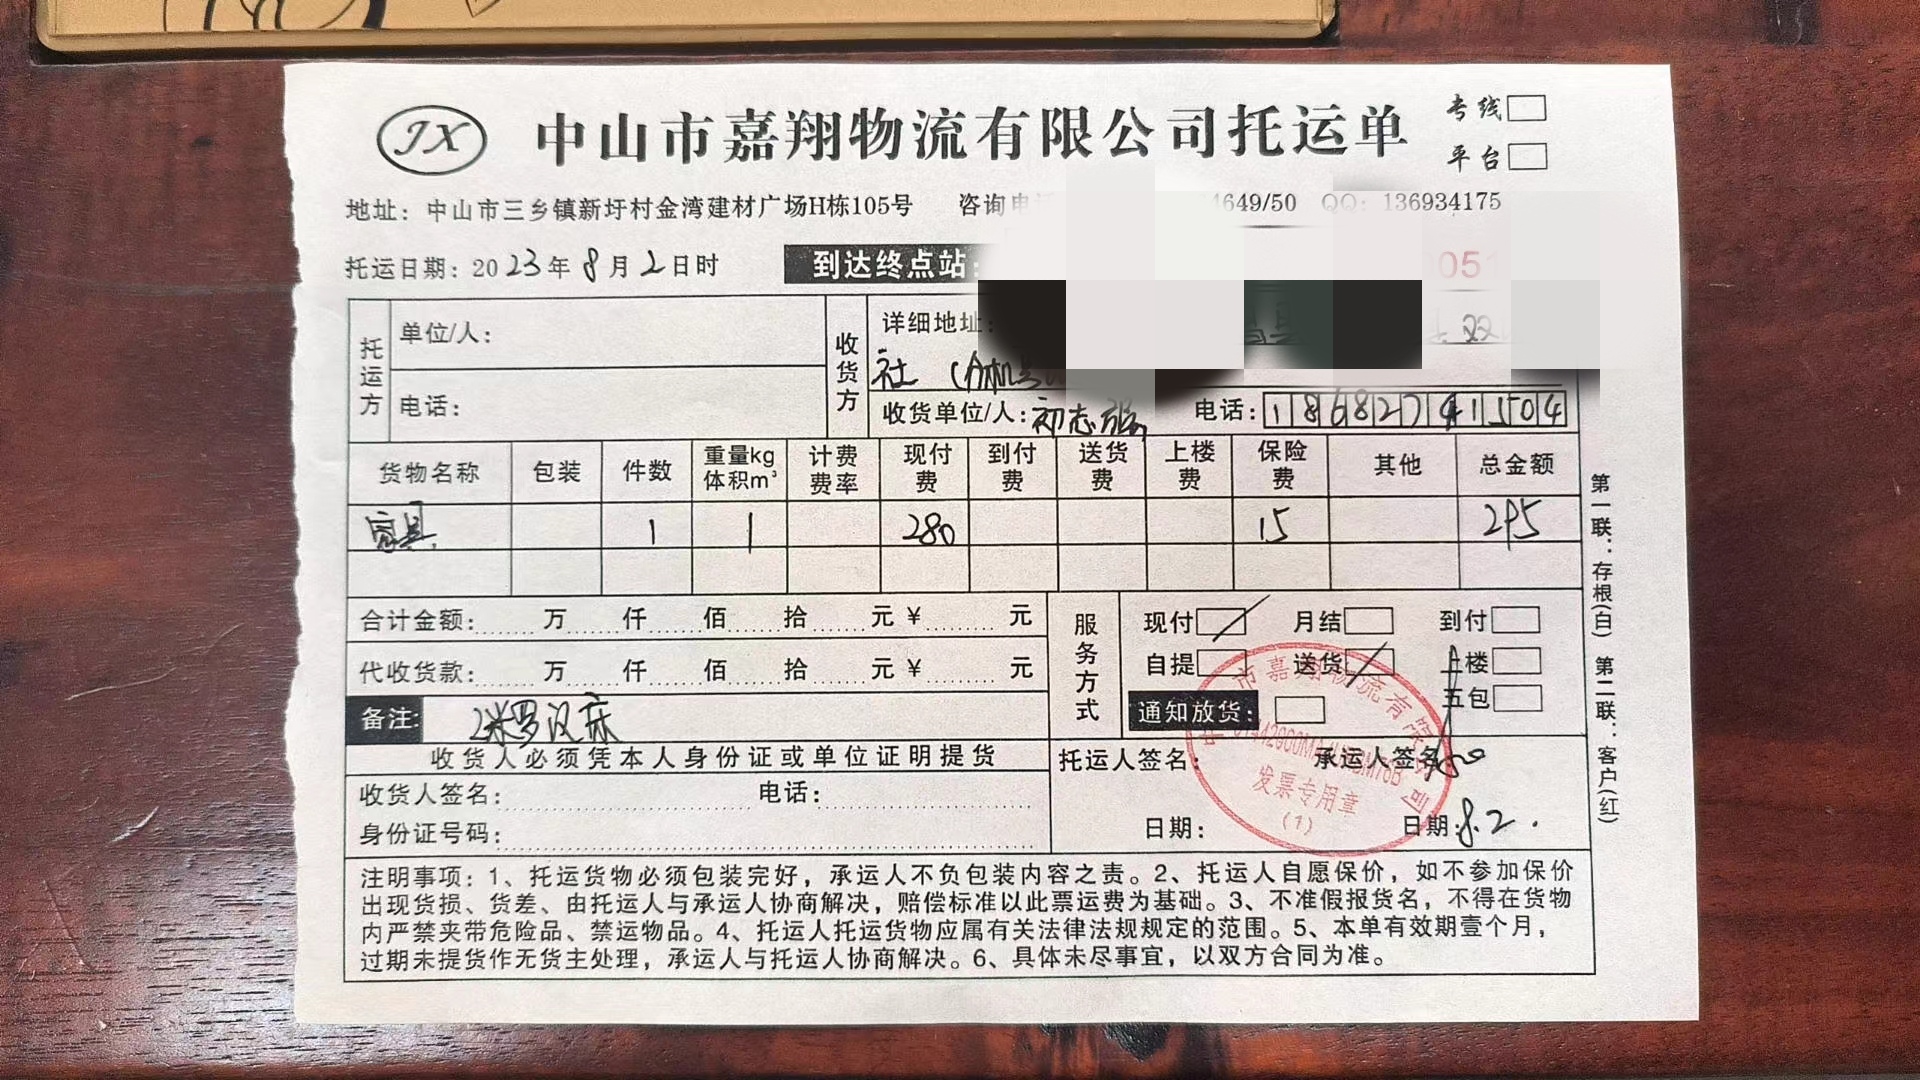 JX 中山市嘉翔物流有限公司托运单 专线
平台
地址：中山市三乡镇新圩村金湾建材广场H栋105号 咨询电 4649/50 QQ：136934175
托运日期：2023年8月2日时 到达终点站： 05
托运方 单位/人：
电话：
收货方 详细地址：
社
收货单位/人：初志强 电话：18682741504
货物名称 包装 件数 重量kg体积m³ 计费费率 现付费 到付费 送货费 上楼费 保险费 其他 总金额
家具 1 1 280 15 295
合计金额： 万 仟 佰 拾 元 ¥ 元
代收货款： 万 仟 佰 拾 元 ¥ 元
备注： 2米罗汉床
服务方式 现付 月结 到付
自提 送货 上楼
五包
通知放货：
收货人必须凭本人身份证或单位证明提货
收货人签名： 电话：
身份证号码：
托运人签名： 承运人签名
日期： 日期：8.2.
发票专用章
(1)
注明事项：1、托运货物必须包装完好，承运人不负包装内容之责。2、托运人自愿保价，如不参加保价
出现货损、货差、由托运人与承运人协商解决，赔偿标准以此票运费为基础。3、不准假报货名，不得在货物
内严禁夹带危险品、禁运物品。4、托运人托运货物应属有关法律法规规定的范围。5、本单有效期壹个月，
过期未提货作无货主处理，承运人与托运人协商解决。6、具体未尽事宜，以双方合同为准。
第一联：存根(白) 第二联：客户(红)